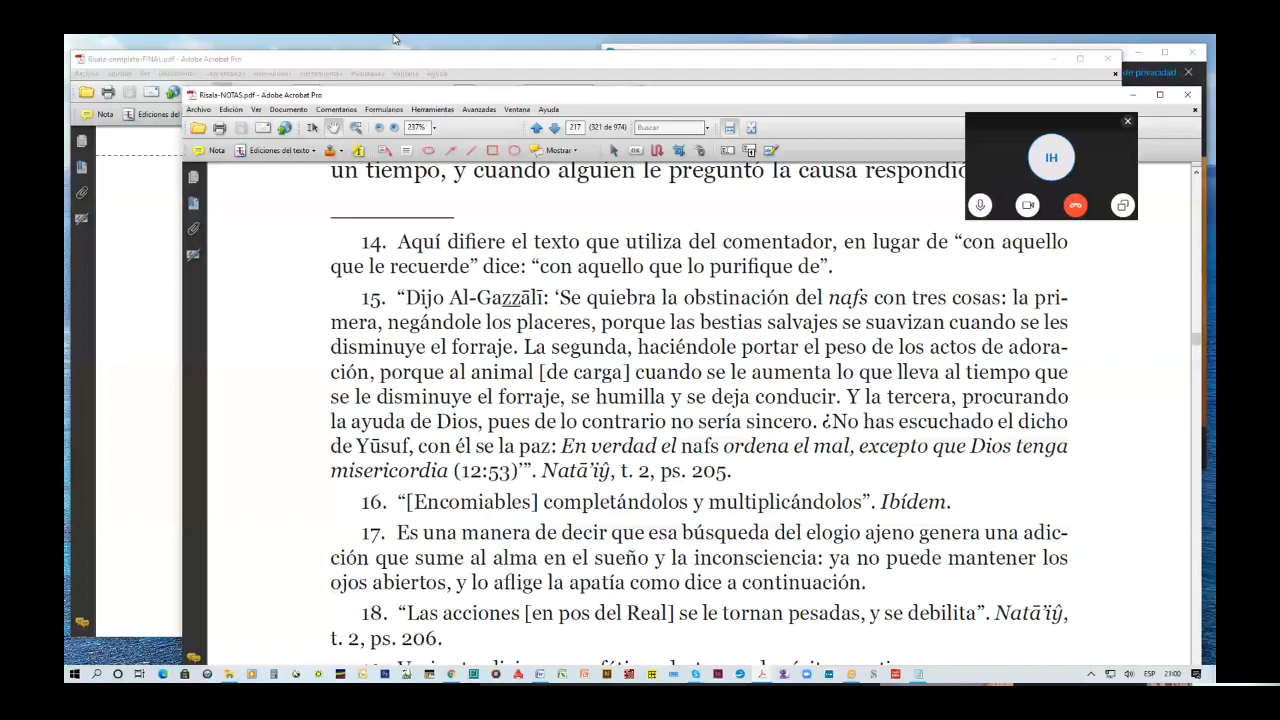 de privacidad
Risala-completo-FINAL.pdf - Adobe Acrobat Pro
Risala-NOTAS.pdf - Adobe Acrobat Pro
Archivo Edición Ver Documento Comentarios Formularios Herramientas Avanzadas Ventana Ayuda
237% 217 (321 de 974) Buscar
Nota Ediciones del texto Mostrar
Nota Ediciones del
IH
un tiempo, y cuando alguien le preguntó la causa respondió
14. Aquí difiere el texto que utiliza del comentador, en lugar de “con aquello
que le recuerde” dice: “con aquello que lo purifique de”.
15. “Dijo Al-Gazzālī: ‘Se quiebra la obstinación del nafs con tres cosas: la pri-
mera, negándole los placeres, porque las bestias salvajes se suavizan cuando se les
disminuye el forraje. La segunda, haciéndole portar el peso de los actos de adora-
ción, porque al animal [de carga] cuando se le aumenta lo que lleva al tiempo que
se le disminuye el forraje, se humilla y se deja conducir. Y la tercera, procurando
la ayuda de Dios, pues de lo contrario no sería sincero. ¿No has escuchado el dicho
de Yūsuf, con él sea la paz: En verdad el nafs ordena el mal, excepto que Dios tenga
misericordia (12:53)’”. Natā’iŷ, t. 2, ps. 205.
16. “[Encomiables] completándolos y multiplicándolos”. Ibídem.
17. Es una manera de decir que esa búsqueda del elogio ajeno genera una adic-
ción que sume al alma en el sueño y la inconsciencia: ya no puede mantener los
ojos abiertos, y lo aflige la apatía como dice a continuación.
18. “Las acciones [en pos del Real] se le tornan pesadas, y se debilita”. Natā’iŷ,
t. 2, ps. 206.
ESP 21:00